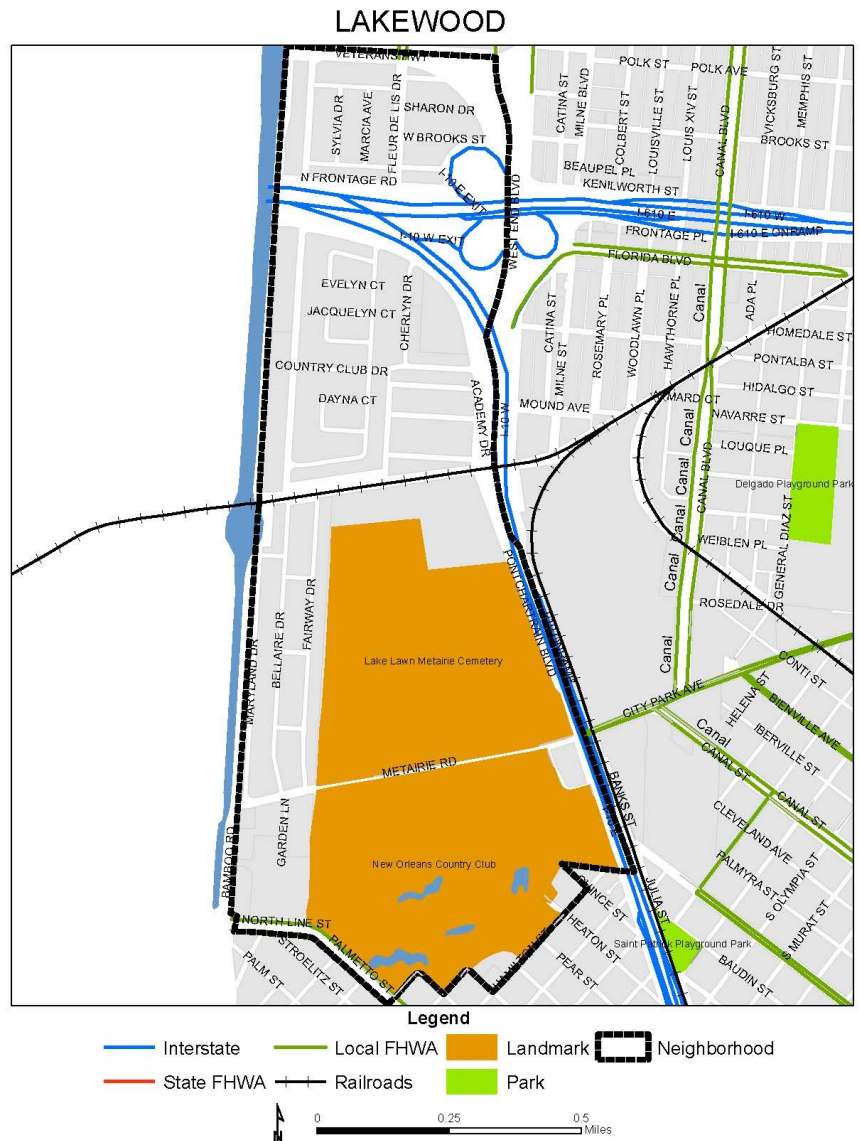 LAKEWOOD
VETERANS HWY
POLK ST
POLK AVE
VICKSBURG ST
MEMPHIS ST
SYLVIA DR
MARCIA AVE
FLEUR DE LIS DR
SHARON DR
W BROOKS ST
CATINA ST
MILNE BLVD
COLBERT ST
LOUISVILLE ST
LOUIS XIV ST
CANAL BLVD
BROOKS ST
BEAUPEL PL
KENILWORTH ST
N FRONTAGE RD
I-10 E EXIT
WEST END BLVD
I-610 E
I-610 W
I-10 W EXIT
FRONTAGE PL
I-610 E ONRAMP
FLORIDA BLVD
EVELYN CT
JACQUELYN CT
CHERLYN DR
CATINA ST
MILNE ST
ROSEMARY PL
WOODLAWN PL
HAWTHORNE PL
Canal
ADA PL
HOMEDALE ST
PONTALBA ST
COUNTRY CLUB DR
HIDALGO ST
DAYNA CT
ACADEMY DR
I-10 W
MOUND AVE
NAVARRE ST
Canal
LOUQUE PL
Canal
CANAL BLVD
Delgado Playground Park
Canal
WEIBLEN PL
GENERAL DIAZ ST
Canal
ROSEDALE DR
PONTCHARTRAIN BLVD
FAIRWAY DR
BELLAIRE DR
MARYLAND DR
Lake Lawn Metairie Cemetery
Canal
CONTI ST
CITY PARK AVE
HELENA ST
BIENVILLE AVE
IBERVILLE ST
Canal
CANAL ST
METAIRIE RD
BANKS ST
CANAL ST
CLEVELAND AVE
GARDEN LN
BAMBOO RD
New Orleans Country Club
PALMYRA ST
S OLYMPIA ST
S MURAT ST
JULIA ST
NORTH LINE ST
HEATON ST
Saint Patrick Playground Park
STROELITZ ST
PALMETTO ST
PALM ST
PEAR ST
BAUDIN ST
Legend
Interstate
Local FHWA
Landmark
Neighborhood
State FHWA
Railroads
Park
N
0 0.25 0.5
Miles